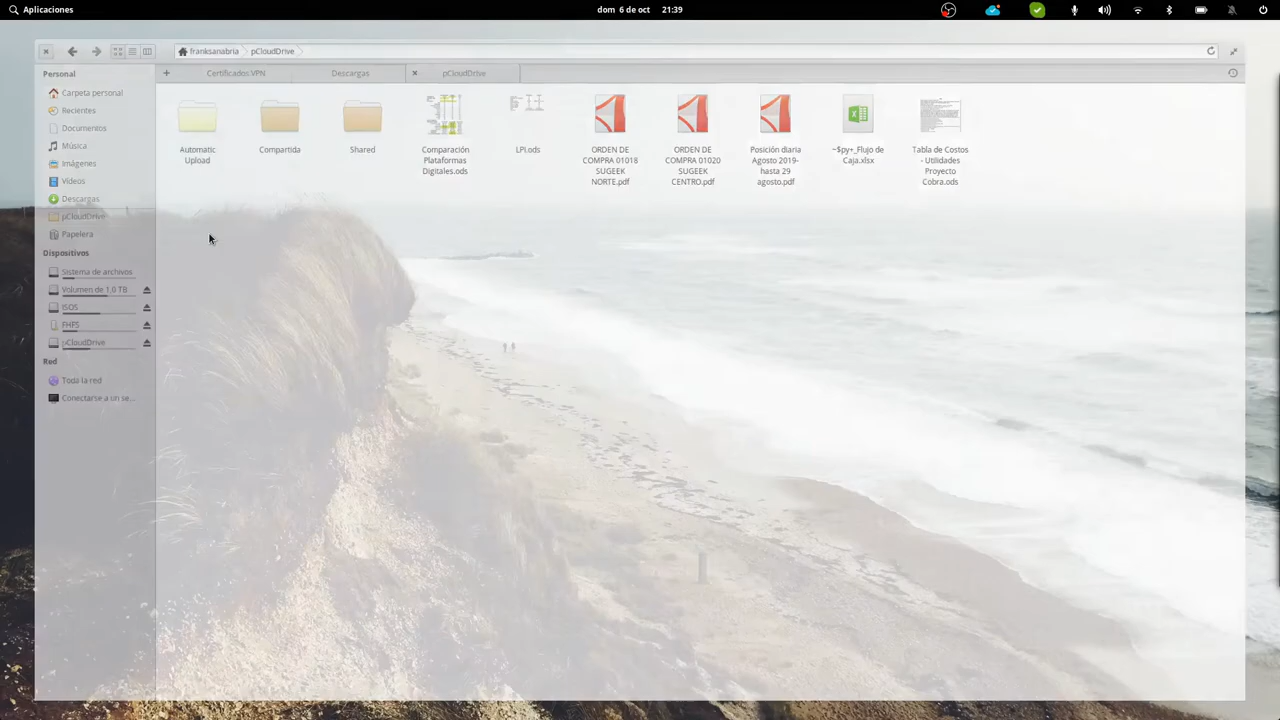 Aplicaciones
dom 6 de oct 21:39
franksanabria pCloudDrive
Certificados VPN
Descargas
pCloudDrive
Personal
Carpeta personal
Recientes
Documentos
Música
Imágenes
Vídeos
Descargas
pCloudDrive
Papelera
Dispositivos
Sistema de archivos
Volumen de 1,0 TB
ISOS
FHFS
pCloudDrive
Red
Toda la red
Conectarse a un se...
Automatic
Upload
Compartida
Shared
Comparación
Plataformas
Digitales.ods
LPI.ods
ORDEN DE
COMPRA 01018
SUGEEK
NORTE.pdf
ORDEN DE
COMPRA 01020
SUGEEK
CENTRO.pdf
Posición diaria
Agosto 2019-
hasta 29
agosto.pdf
~$py+_Flujo de
Caja.xlsx
Tabla de Costos
- Utilidades
Proyecto
Cobra.ods